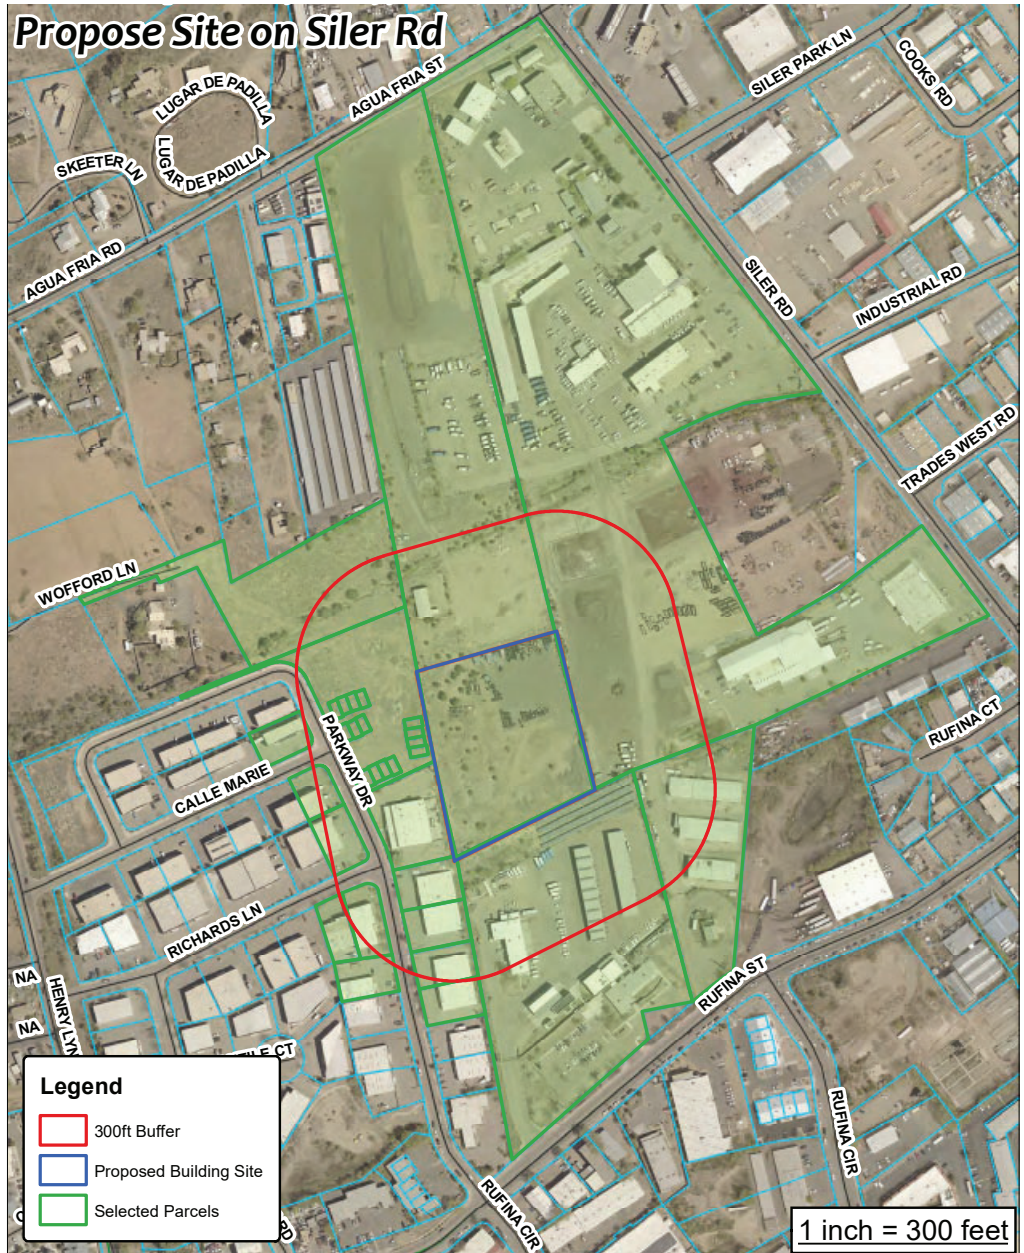 Propose Site on Siler Rd
AGUA FRIA ST
SILER PARK LN
COOKS RD
LUGAR DE PADILLA
LUGAR DE PADILLA
SKEETER LN
AGUA FRIA RD
SILER RD
INDUSTRIAL RD
TRADES WEST RD
WOFFORD LN
PARKWAY DR
CALLE MARIE
RUFINA CT
RICHARDS LN
NA
NA
HENRY LYN
RUFINA ST
CT
RUFINA CIR
RUFINA CIR
RD
Legend
300ft Buffer
Proposed Building Site
Selected Parcels
1 inch = 300 feet